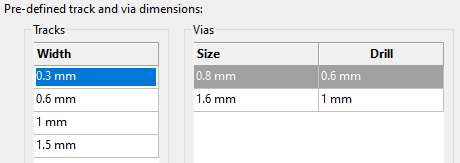 Pre-defined track and via dimensions:
Tracks Vias
Width Size Drill
0.3 mm 0.8 mm 0.6 mm
0.6 mm 1.6 mm 1 mm
1 mm
1.5 mm